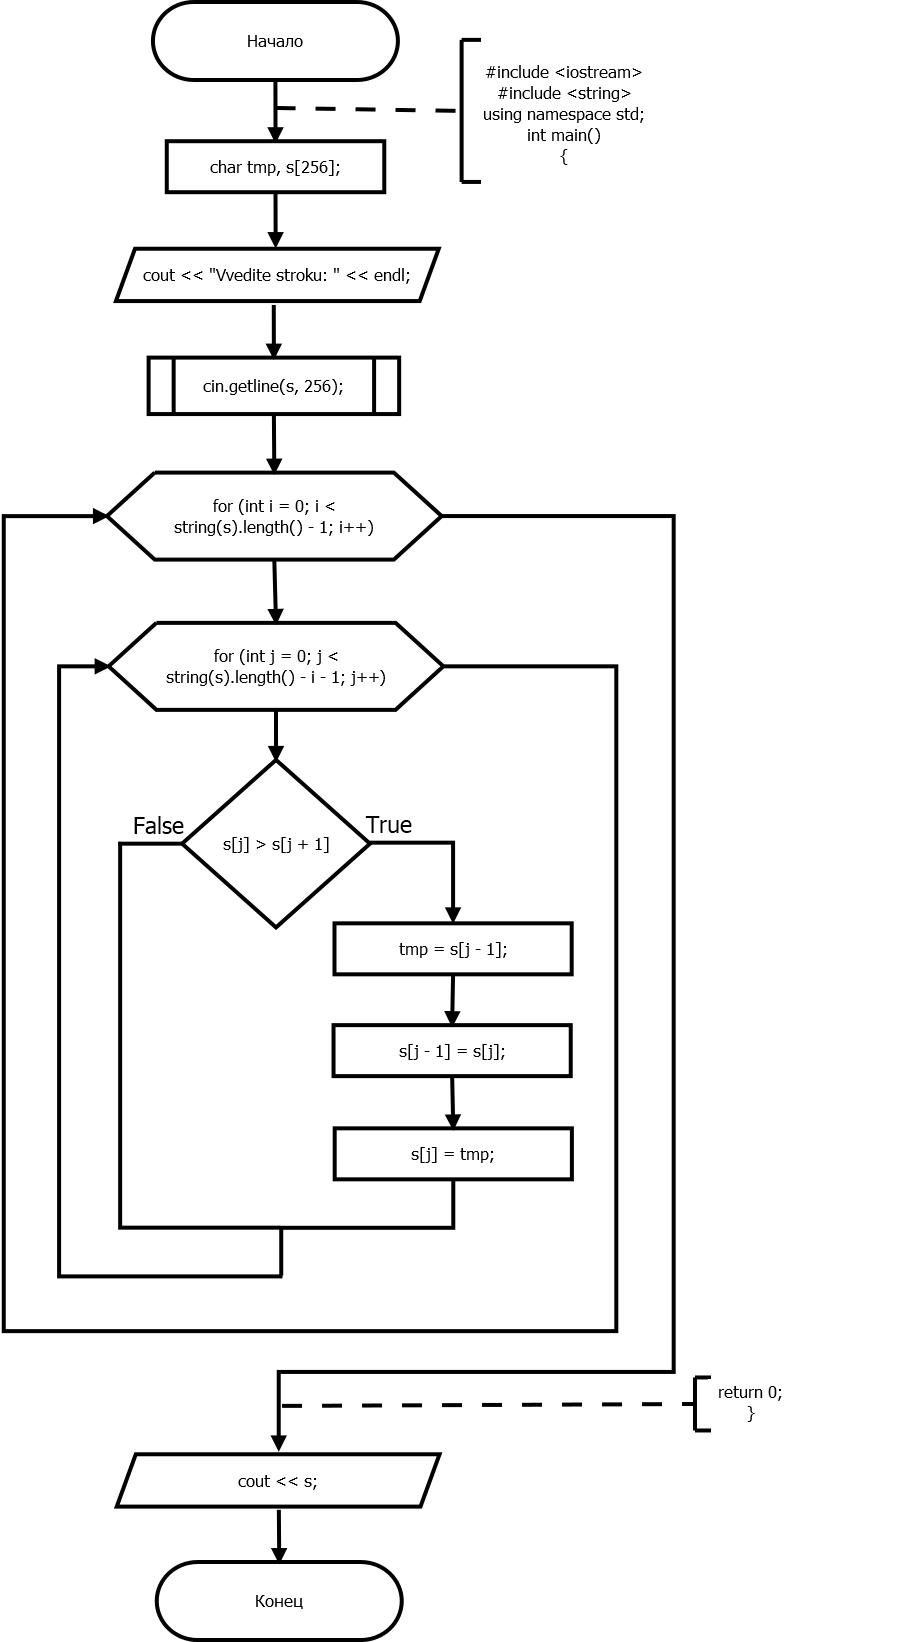 Начало
#include <iostream>
#include <string>
using namespace std;
int main()
{
char tmp, s[256];
cout << "Vvedite stroku: " << endl;
cin.getline(s, 256);
for (int i = 0; i <
string(s).length() - 1; i++)
for (int j = 0; j <
string(s).length() - i - 1; j++)
False
True
s[j] > s[j + 1]
tmp = s[j - 1];
s[j - 1] = s[j];
s[j] = tmp;
return 0;
}
cout << s;
Конец